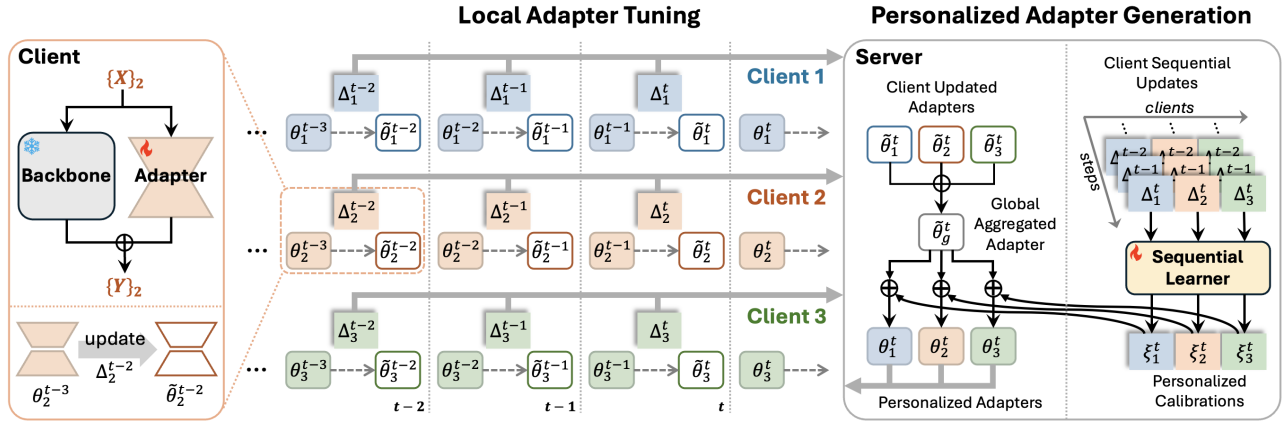 Local Adapter Tuning
Personalized Adapter Generation
Client
{X}₂
Backbone
Adapter
{Y}₂
update
Δ₂ᵗ⁻²
θ₂ᵗ⁻³
θ̃₂ᵗ⁻²
Client 1
Δ₁ᵗ⁻² Δ₁ᵗ⁻¹ Δ₁ᵗ
... θ₁ᵗ⁻³ θ̃₁ᵗ⁻² θ₁ᵗ⁻² θ̃₁ᵗ⁻¹ θ₁ᵗ⁻¹ θ̃₁ᵗ θ₁ᵗ
Client 2
Δ₂ᵗ⁻² Δ₂ᵗ⁻¹ Δ₂ᵗ
... θ₂ᵗ⁻³ θ̃₂ᵗ⁻² θ₂ᵗ⁻² θ̃₂ᵗ⁻¹ θ₂ᵗ⁻¹ θ̃₂ᵗ θ₂ᵗ
Client 3
Δ₃ᵗ⁻² Δ₃ᵗ⁻¹ Δ₃ᵗ
... θ₃ᵗ⁻³ θ̃₃ᵗ⁻² θ₃ᵗ⁻² θ̃₃ᵗ⁻¹ θ₃ᵗ⁻¹ θ̃₃ᵗ θ₃ᵗ
t − 2 t − 1 t
Server
Client Updated
Adapters
θ̃₁ᵗ θ̃₂ᵗ θ̃₃ᵗ
Global
Aggregated
Adapter
θ̃gᵗ
θ₁ᵗ θ₂ᵗ θ₃ᵗ
Personalized Adapters
Client Sequential
Updates
clients
steps
... ... ...
Δ₁ᵗ Δ₂ᵗ Δ₃ᵗ
Sequential
Learner
ξ₁ᵗ ξ₂ᵗ ξ₃ᵗ
Personalized
Calibrations